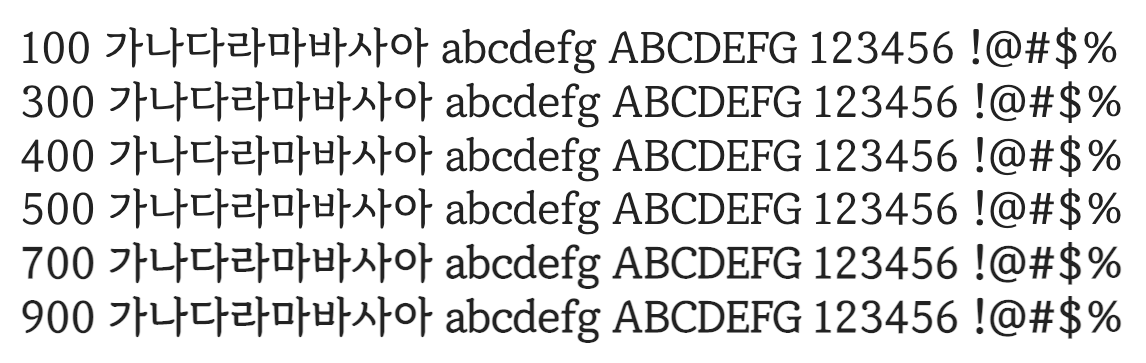 100 가나다라마바사아 abcdefg ABCDEFG 123456 !@#$%
300 가나다라마바사아 abcdefg ABCDEFG 123456 !@#$%
400 가나다라마바사아 abcdefg ABCDEFG 123456 !@#$%
500 가나다라마바사아 abcdefg ABCDEFG 123456 !@#$%
700 가나다라마바사아 abcdefg ABCDEFG 123456 !@#$%
900 가나다라마바사아 abcdefg ABCDEFG 123456 !@#$%